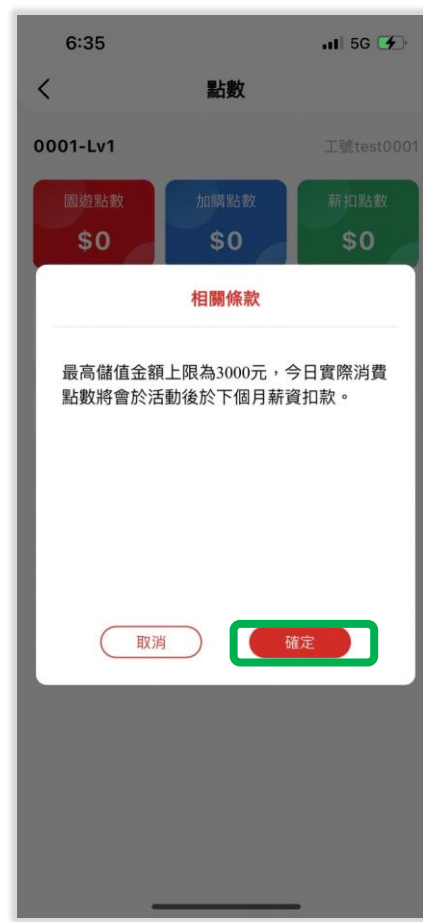 6:35
5G
點數
0001-Lv1
工號test0001
園遊點數
加購點數
薪扣點數
$0
$0
$0
相關條款
最高儲值金額上限為3000元，今日實際消費
點數將會於活動後於下個月薪資扣款。
取消
確定